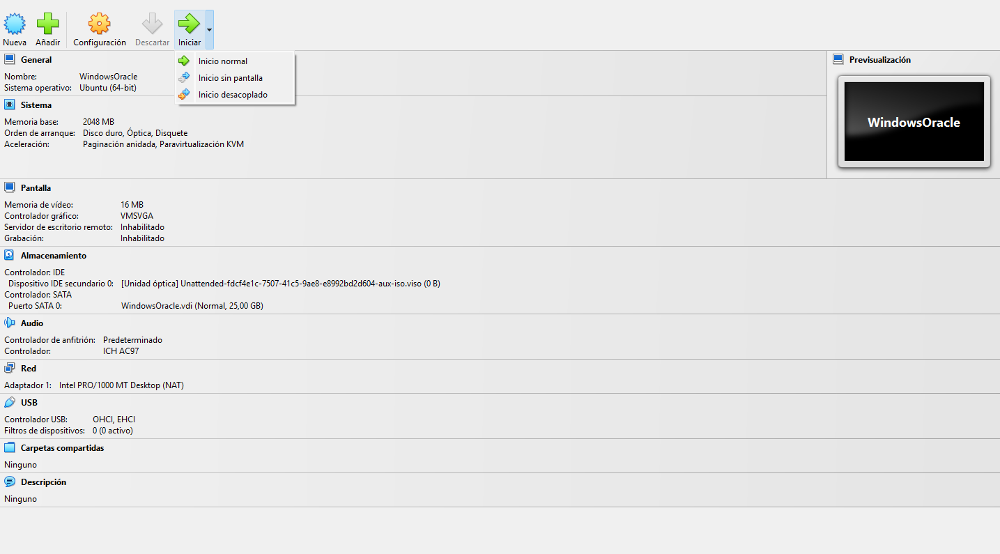 Nueva Añadir Configuración Descartar Iniciar
Inicio normal
Inicio sin pantalla
Inicio desacoplado
General
Nombre: WindowsOracle
Sistema operativo: Ubuntu (64-bit)
Previsualización
WindowsOracle
Sistema
Memoria base: 2048 MB
Orden de arranque: Disco duro, Óptica, Disquete
Aceleración: Paginación anidada, Paravirtualización KVM
Pantalla
Memoria de vídeo: 16 MB
Controlador gráfico: VMSVGA
Servidor de escritorio remoto: Inhabilitado
Grabación: Inhabilitado
Almacenamiento
Controlador: IDE
Dispositivo IDE secundario 0: [Unidad óptica] Unattended-fdcf4e1c-7507-41c5-9ae8-e8992bd2d604-aux-iso.viso (0 B)
Controlador: SATA
Puerto SATA 0: WindowsOracle.vdi (Normal, 25,00 GB)
Audio
Controlador de anfitrión: Predeterminado
Controlador: ICH AC97
Red
Adaptador 1: Intel PRO/1000 MT Desktop (NAT)
USB
Controlador USB: OHCI, EHCI
Filtros de dispositivos: 0 (0 activo)
Carpetas compartidas
Ninguno
Descripción
Ninguno